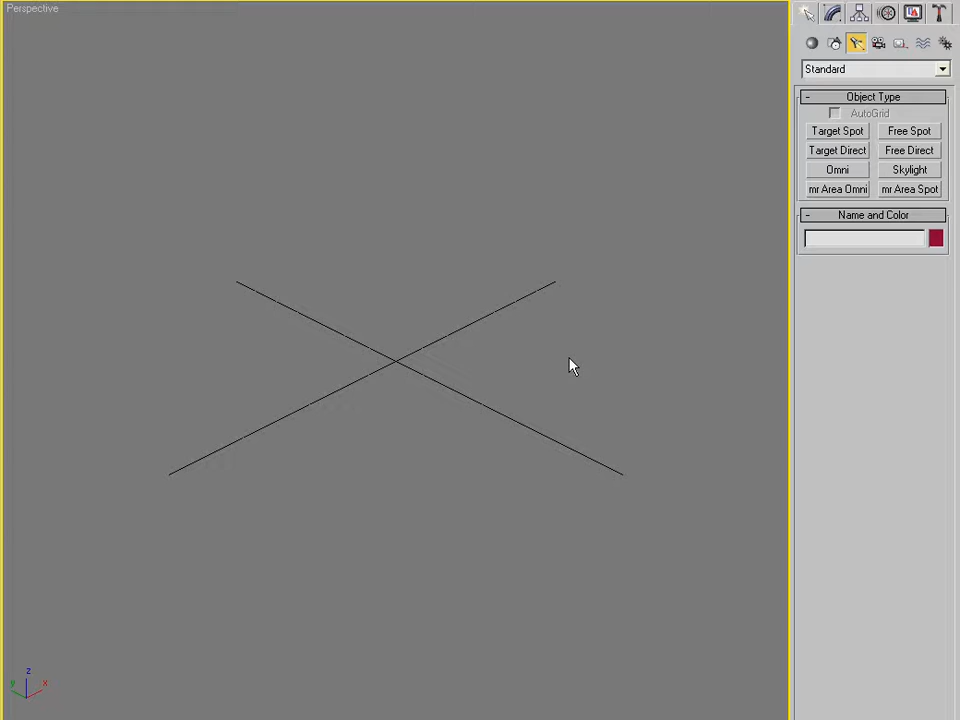 Perspective
Standard
- Object Type
AutoGrid
Target Spot Free Spot
Target Direct Free Direct
Omni Skylight
mr Area Omni mr Area Spot
- Name and Color
z
y x